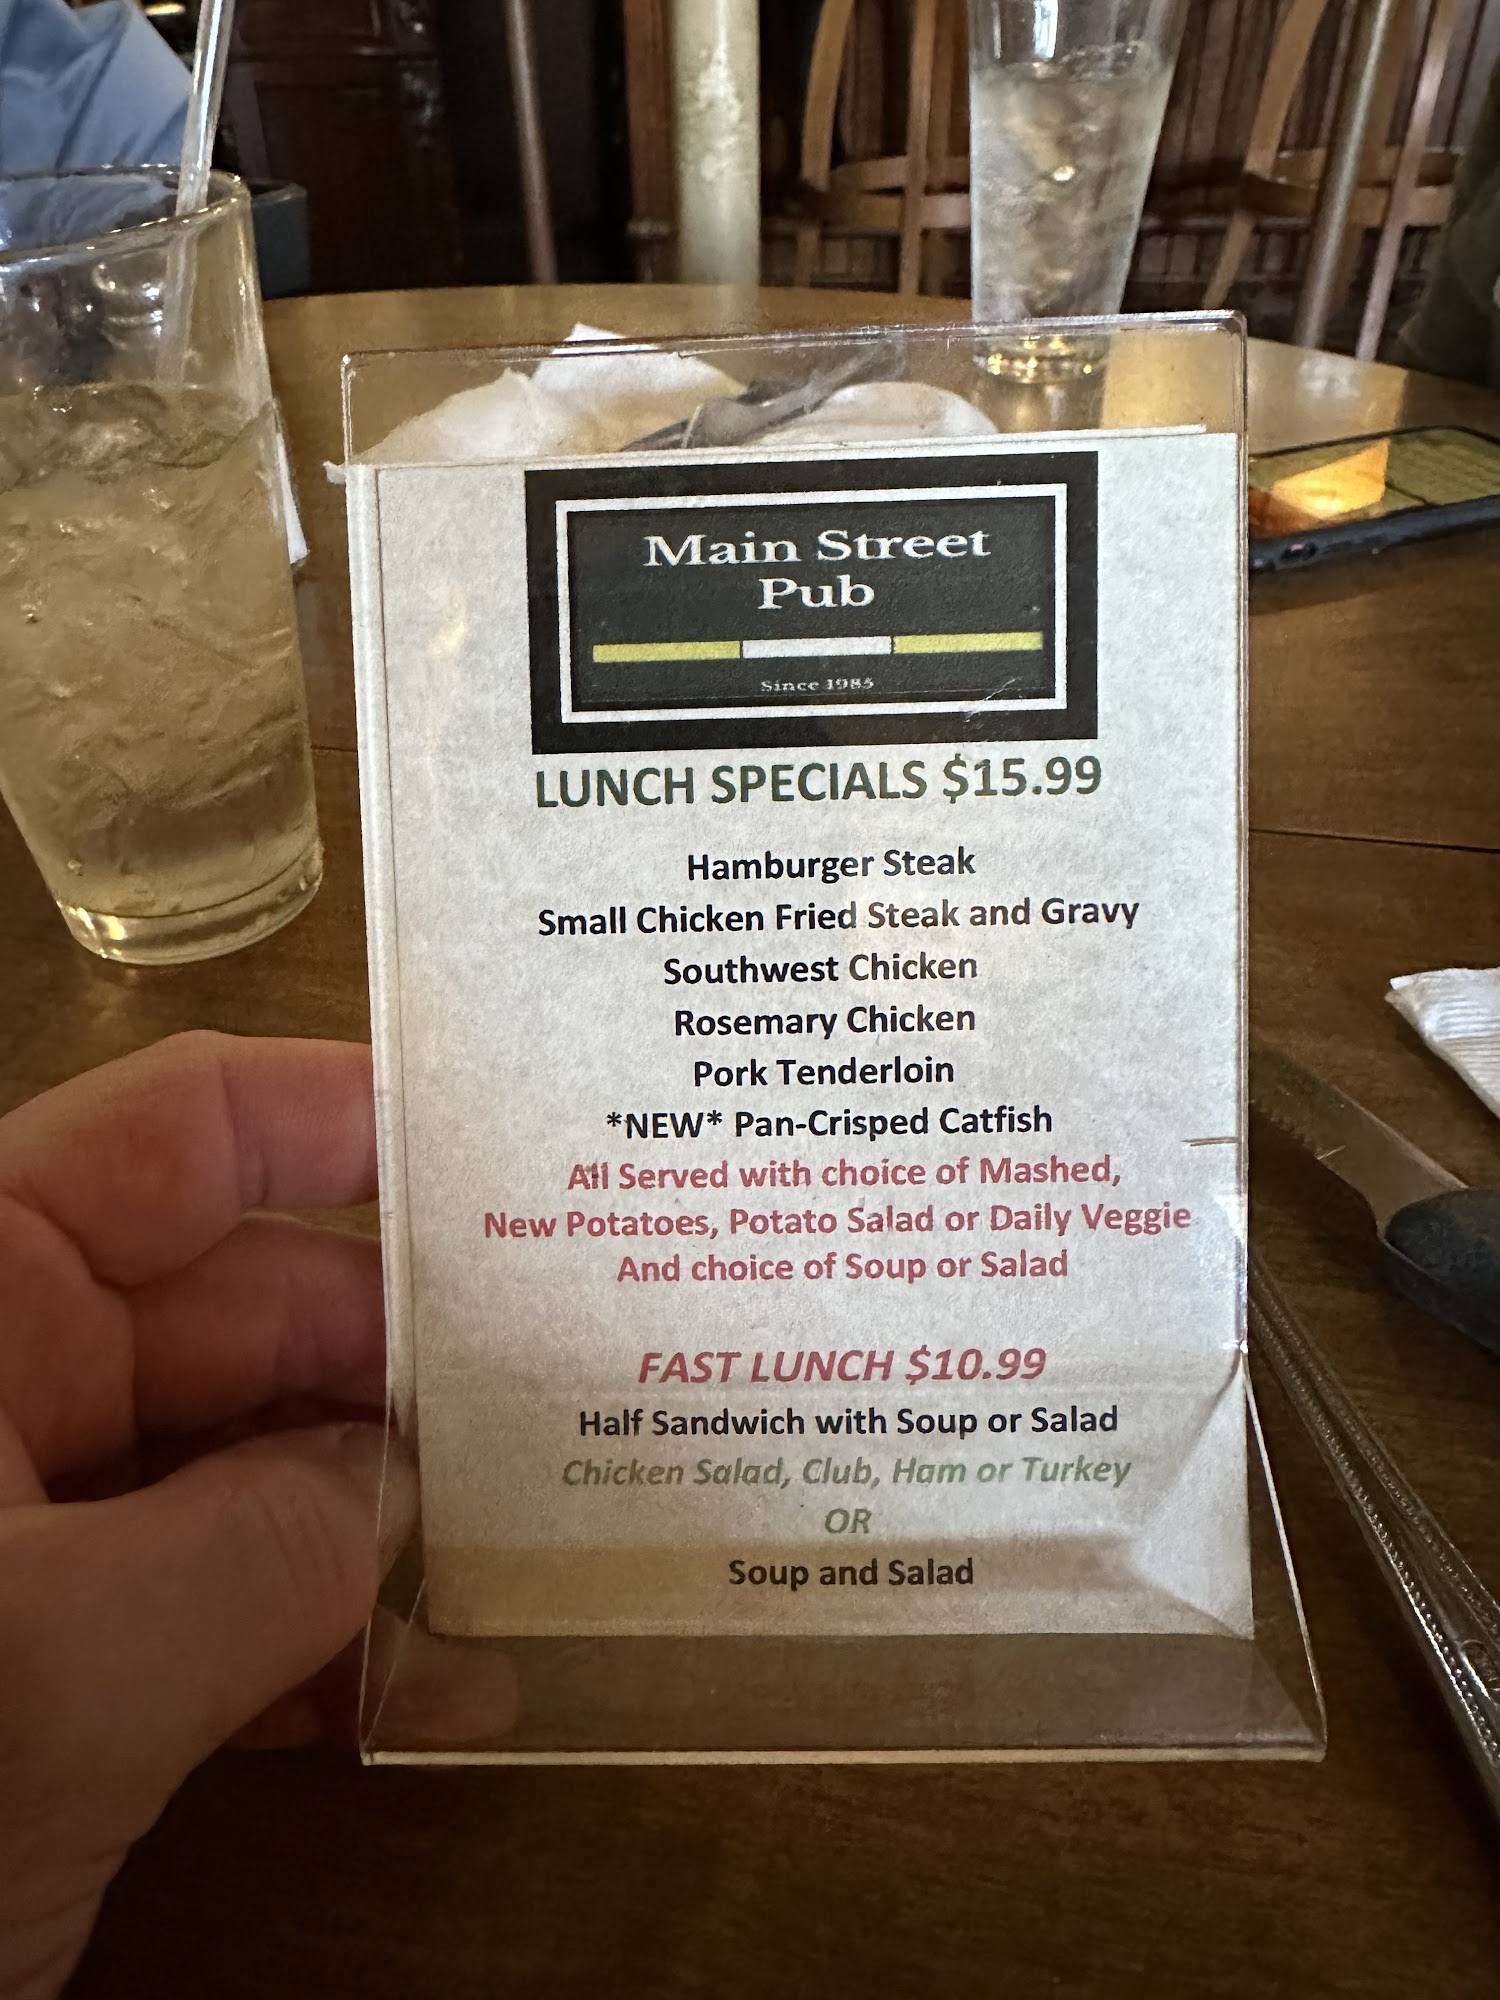 Main Street
Pub
Since 1985
LUNCH SPECIALS $15.99
Hamburger Steak
Small Chicken Fried Steak and Gravy
Southwest Chicken
Rosemary Chicken
Pork Tenderloin
*NEW* Pan-Crisped Catfish
All Served with choice of Mashed,
New Potatoes, Potato Salad or Daily Veggie
And choice of Soup or Salad
FAST LUNCH $10.99
Half Sandwich with Soup or Salad
Chicken Salad, Club, Ham or Turkey
OR
Soup and Salad